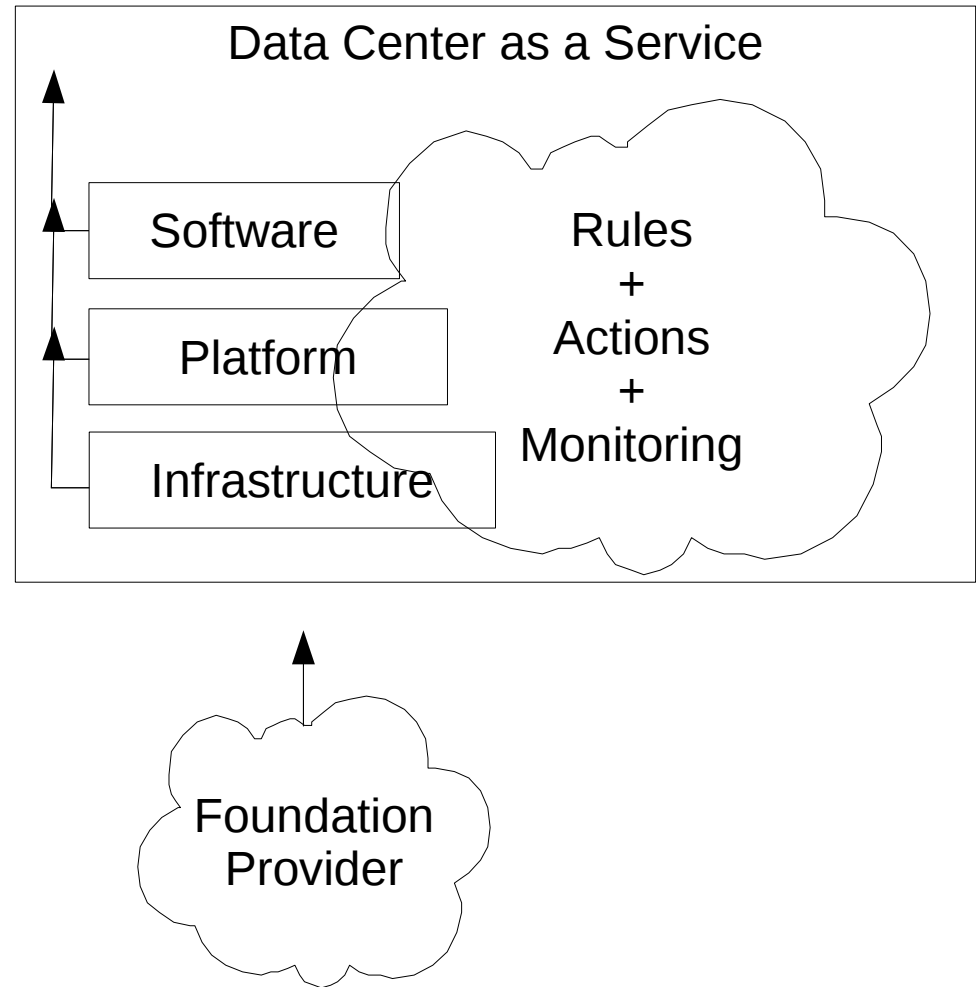 Data Center as a Service
Software
Platform
Infrastructure
Rules
+
Actions
+
Monitoring
Foundation
Provider